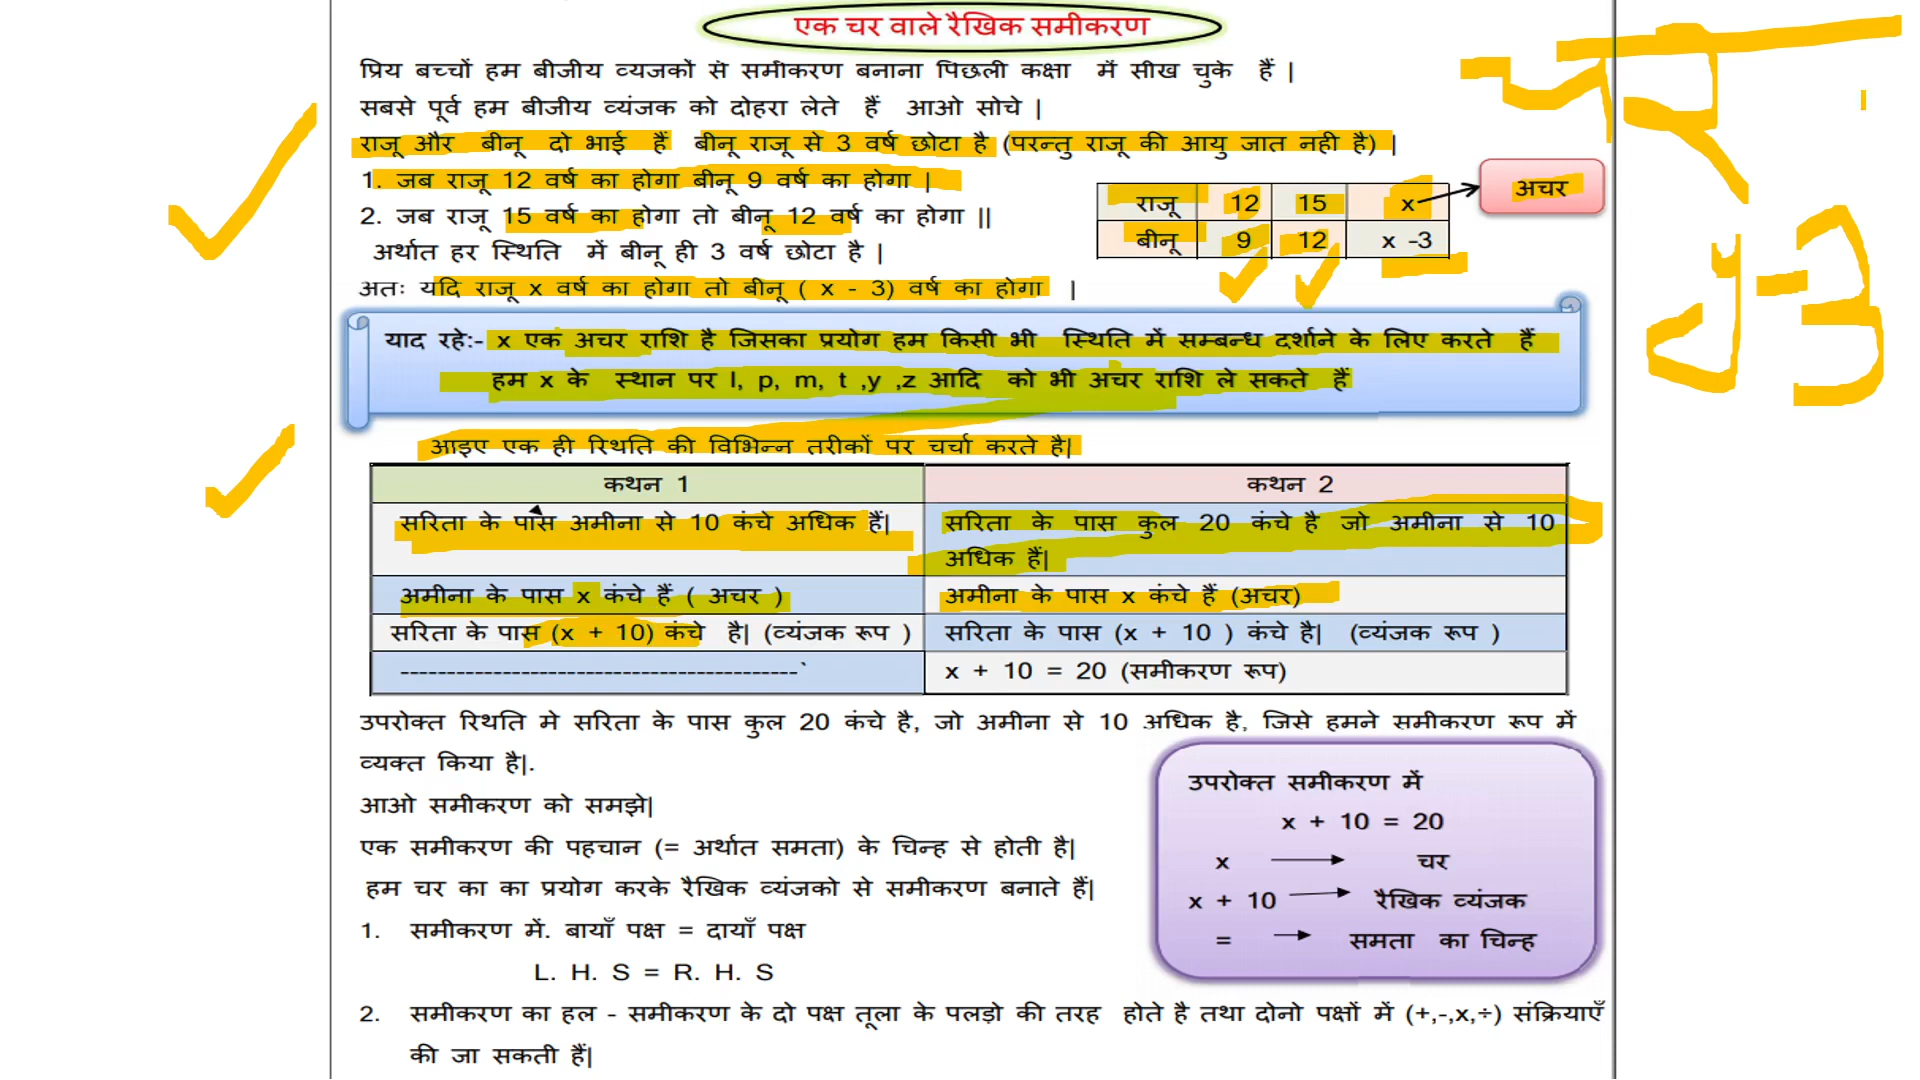 एक चर वाले रैखिक समीकरण
प्रिय बच्चों हम बीजीय व्यजकों से समीकरण बनाना पिछली कक्षा में सीख चुके हैं |
सबसे पूर्व हम बीजीय व्यंजक को दोहरा लेते हैं आओ सोचे |
राजू और बीनू दो भाई हैं बीनू राजू से 3 वर्ष छोटा है (परन्तु राजू की आयु जात नही है) |
1. जब राजू 12 वर्ष का होगा बीनू 9 वर्ष का होगा |
2. जब राजू 15 वर्ष का होगा तो बीनू 12 वर्ष का होगा ||
अर्थात हर स्थिति में बीनू ही 3 वर्ष छोटा है |
अतः यदि राजू x वर्ष का होगा तो बीनू ( x - 3) वर्ष का होगा |
राजू 12 15 x
बीनू 9 12 x -3
अचर
y-3
याद रहे:- x एक अचर राशि है जिसका प्रयोग हम किसी भी स्थिति में सम्बन्ध दर्शाने के लिए करते हैं
हम x के स्थान पर l, p, m, t ,y ,z आदि को भी अचर राशि ले सकते हैं
आइए एक ही स्थिति की विभिन्न तरीकों पर चर्चा करते है|
कथन 1 कथन 2
सरिता के पास अमीना से 10 कंचे अधिक हैं| सरिता के पास कुल 20 कंचे है जो अमीना से 10
अधिक हैं|
अमीना के पास x कंचे हैं ( अचर ) अमीना के पास x कंचे हैं (अचर)
सरिता के पास (x + 10) कंचे है| (व्यंजक रूप ) सरिता के पास (x + 10 ) कंचे है| (व्यंजक रूप )
-------------------------------------------` x + 10 = 20 (समीकरण रूप)
उपरोक्त स्थिति मे सरिता के पास कुल 20 कंचे है, जो अमीना से 10 अधिक है, जिसे हमने समीकरण रूप में
व्यक्त किया है|.
आओ समीकरण को समझे|
एक समीकरण की पहचान (= अर्थात समता) के चिन्ह से होती है|
हम चर का का प्रयोग करके रैखिक व्यंजको से समीकरण बनाते हैं|
1. समीकरण में. बायाँ पक्ष = दायाँ पक्ष
L. H. S = R. H. S
उपरोक्त समीकरण में
x + 10 = 20
x → चर
x + 10 → रैखिक व्यंजक
= → समता का चिन्ह
2. समीकरण का हल - समीकरण के दो पक्ष तूला के पलड़ो की तरह होते है तथा दोनो पक्षों में (+,-,x,÷) संक्रियाएँ
की जा सकती हैं|